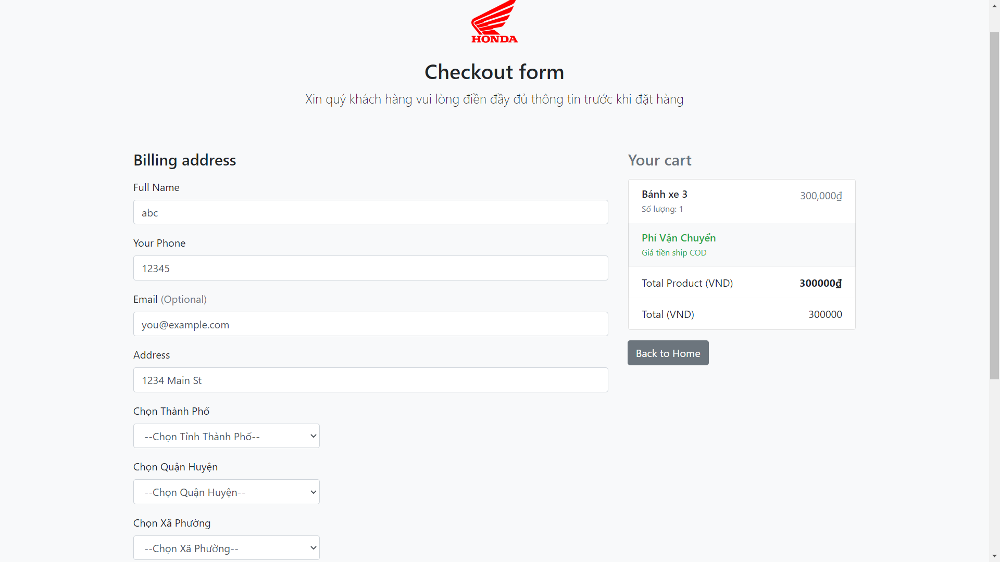 HONDA
Checkout form
Xin quý khách hàng vui lòng điền đầy đủ thông tin trước khi đặt hàng
Billing address
Full Name
abc
Your Phone
12345
Email (Optional)
you@example.com
Address
1234 Main St
Chọn Thành Phố
--Chọn Tỉnh Thành Phố--
Chọn Quận Huyện
--Chọn Quận Huyện--
Chọn Xã Phường
--Chọn Xã Phường--
Your cart
Bánh xe 3 300,000₫
Số lượng: 1
Phí Vận Chuyển
Giá tiền ship COD
Total Product (VND) 300000₫
Total (VND) 300000
Back to Home